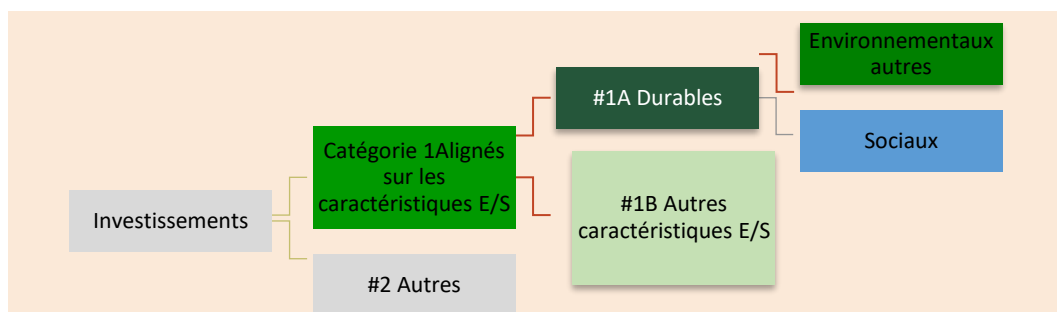 Environnementaux
autres
#1A Durables
Sociaux
Catégorie 1Alignés
sur les
caractéristiques E/S
#1B Autres
caractéristiques E/S
Investissements
#2 Autres